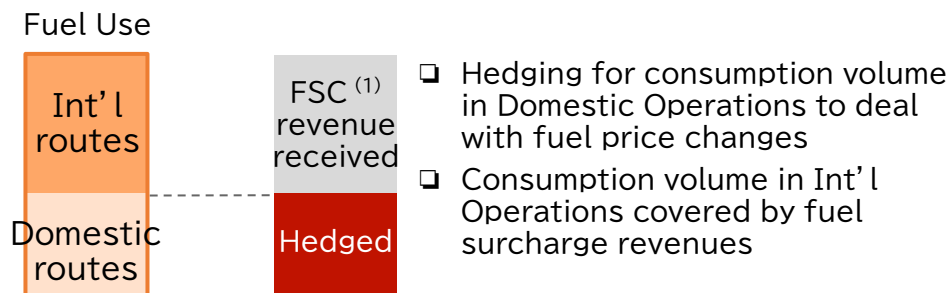 Fuel Use
Int’l
routes
Domestic
routes
FSC (1)
revenue
received
Hedged
❑ Hedging for consumption volume
in Domestic Operations to deal
with fuel price changes
❑ Consumption volume in Int’l
Operations covered by fuel
surcharge revenues